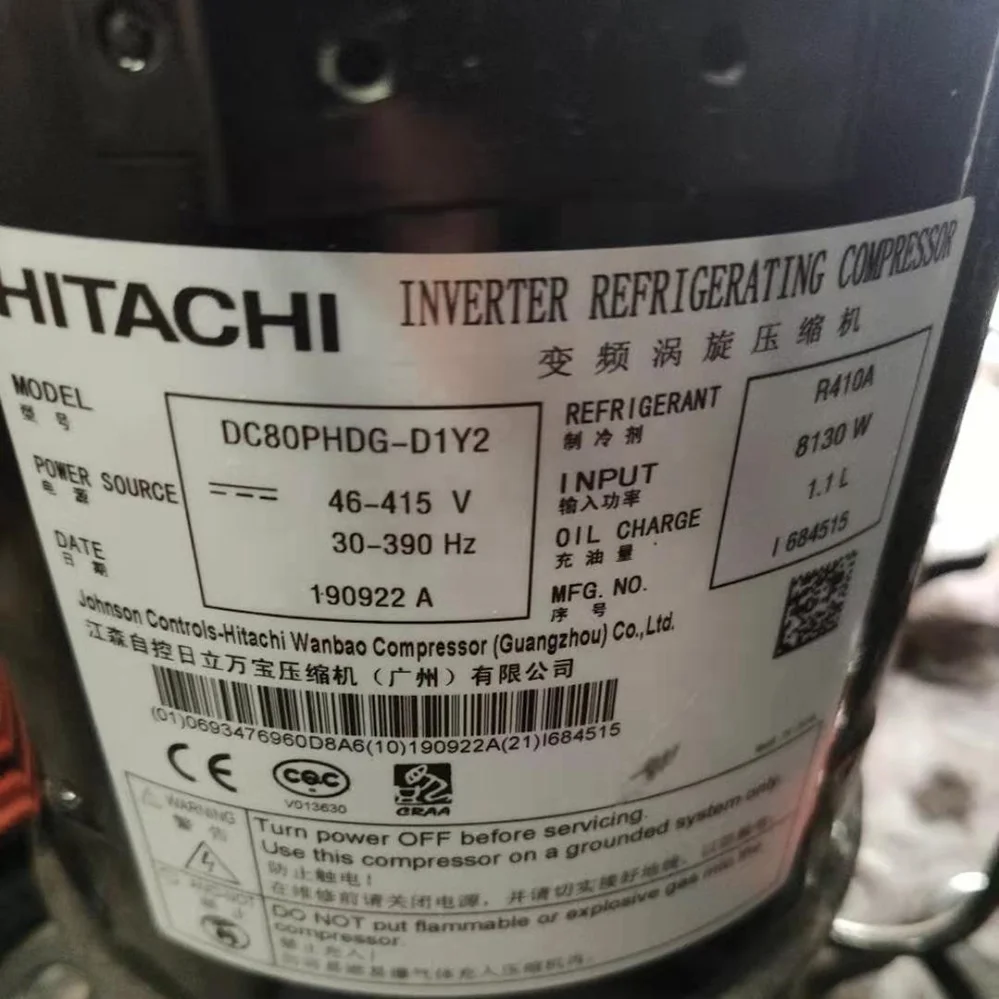 HITACHI
INVERTER REFRIGERATING COMPRESSOR
变频涡旋压缩机
MODEL
型号
DC80PHDG-D1Y2
POWER SOURCE
电源
46-415 V
30-390 Hz
DATE
日期
190922 A
REFRIGERANT
制冷剂
R410A
INPUT
输入功率
8130 W
OIL CHARGE
充油量
1.1 L
MFG. NO.
序号
I 684515
Johnson Controls-Hitachi Wanbao Compressor (Guangzhou) Co.,Ltd.
江森自控日立万宝压缩机（广州）有限公司
(01)0693476960D8A6(10)190922A(21)I684515
CE
CQC
V013630
GRAA
WARNING
警告
Turn power OFF before servicing.
Use this compressor on a grounded system only.
防止触电！
在维修前请关闭电源，并请切实接好地线，
DO NOT put flammable or explosive gas into the
compressor.
禁止充入！